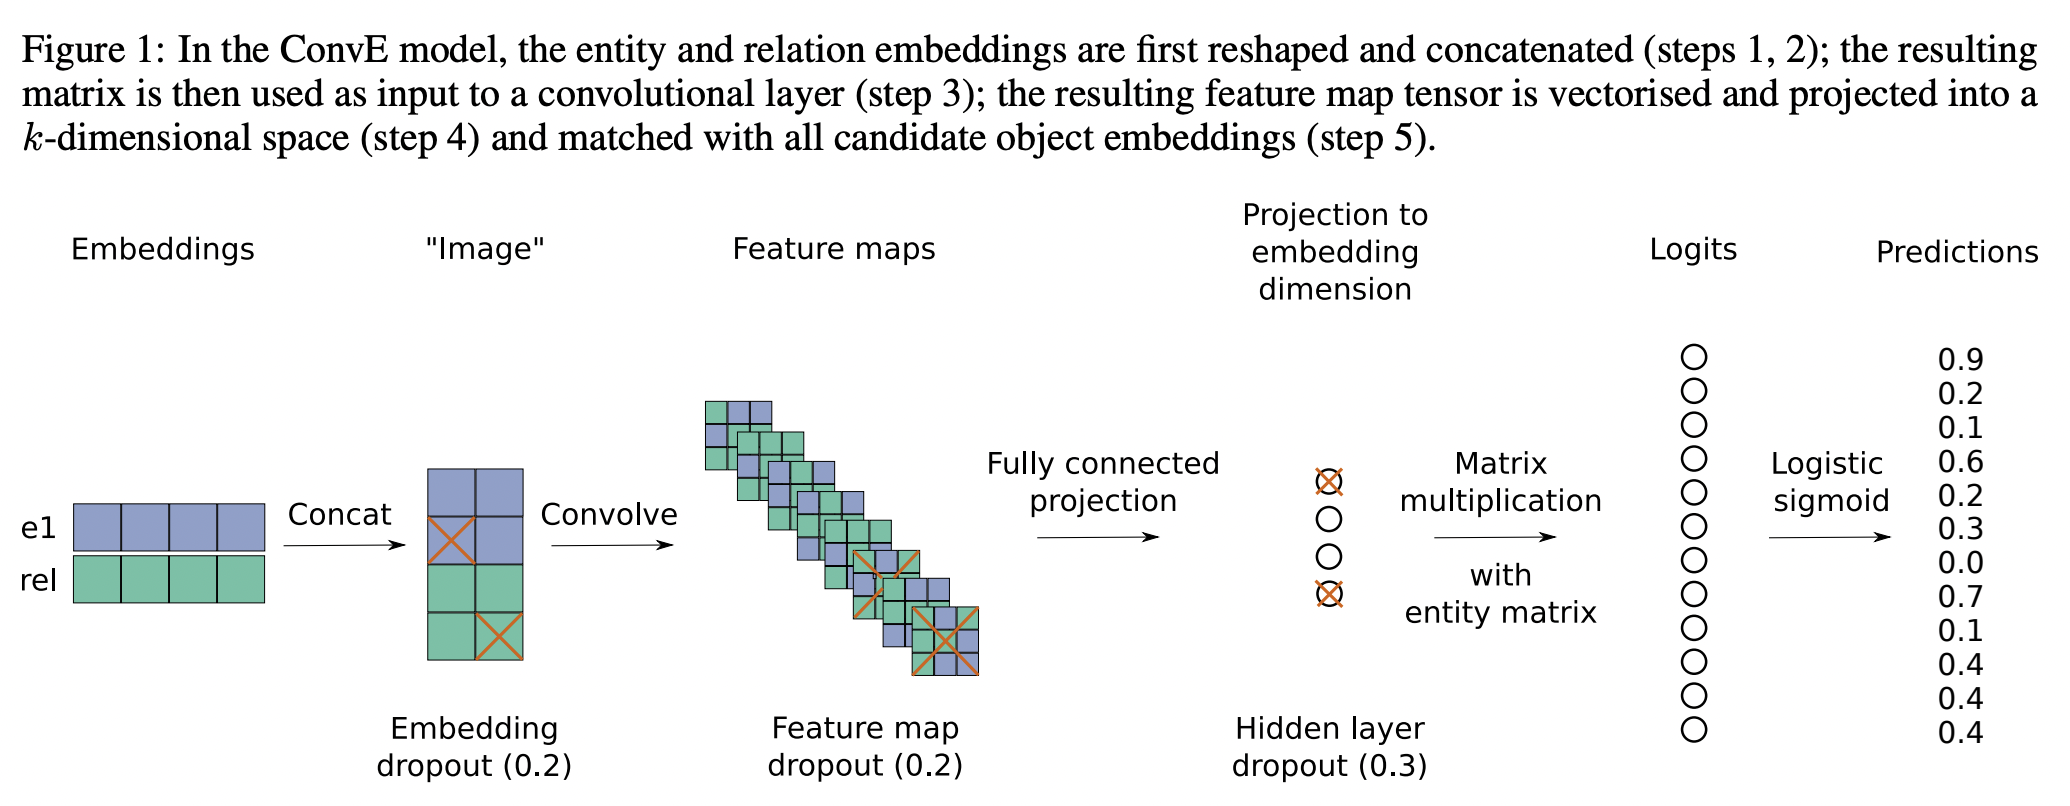 Figure 1: In the ConvE model, the entity and relation embeddings are first reshaped and concatenated (steps 1, 2); the resulting
matrix is then used as input to a convolutional layer (step 3); the resulting feature map tensor is vectorised and projected into a
k-dimensional space (step 4) and matched with all candidate object embeddings (step 5).
Embeddings
"Image"
Feature maps
Projection to
embedding
dimension
Logits
Predictions
e1
rel
Concat
Convolve
Fully connected
projection
Matrix
multiplication
with
entity matrix
Logistic
sigmoid
0.9
0.2
0.1
0.6
0.2
0.3
0.0
0.7
0.1
0.4
0.4
0.4
Embedding
dropout (0.2)
Feature map
dropout (0.2)
Hidden layer
dropout (0.3)